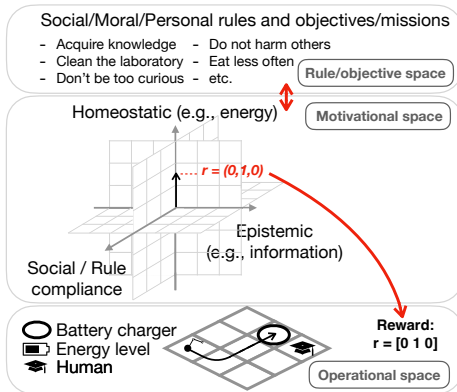 Social/Moral/Personal rules and objectives/missions
- Acquire knowledge - Do not harm others
- Clean the laboratory - Eat less often
- Don't be too curious - etc.
Rule/objective space
Homeostatic (e.g., energy)
Motivational space
r = (0,1,0)
Epistemic
(e.g., information)
Social / Rule
compliance
Battery charger
Energy level
Human
Reward:
r = [0 1 0]
Operational space